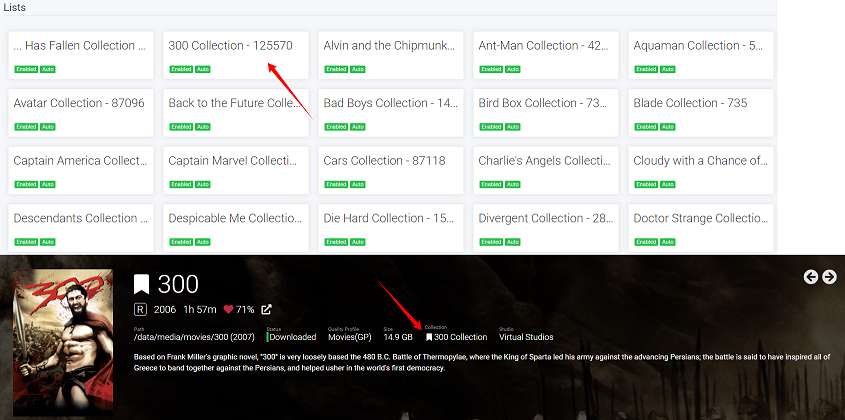 Lists
... Has Fallen Collection ...
300 Collection - 125570
Alvin and the Chipmunk...
Ant-Man Collection - 42...
Aquaman Collection - 5...
Enabled Auto
Enabled Auto
Enabled Auto
Enabled Auto
Enabled Auto
Avatar Collection - 87096
Back to the Future Colle...
Bad Boys Collection - 14...
Bird Box Collection - 73...
Blade Collection - 735
Enabled Auto
Enabled Auto
Enabled Auto
Enabled Auto
Enabled Auto
Captain America Collect...
Captain Marvel Collecti...
Cars Collection - 87118
Charlie's Angels Collecti...
Cloudy with a Chance of...
Enabled Auto
Enabled Auto
Enabled Auto
Enabled Auto
Enabled Auto
Descendants Collection ...
Despicable Me Collectio...
Die Hard Collection - 15...
Divergent Collection - 28...
Doctor Strange Collectio...
Enabled Auto
Enabled Auto
Enabled Auto
Enabled Auto
Enabled Auto
300
300
R 2006 1h 57m 71%
Path
/data/media/movies/300 (2007)
Status
Downloaded
Quality Profile
Movies(GP)
Size
14.9 GB
Collection
300 Collection
Studio
Virtual Studios
Based on Frank Miller's graphic novel, "300" is very loosely based the 480 B.C. Battle of Thermopylae, where the King of Sparta led his army against the advancing Persians; the battle is said to have inspired all of
Greece to band together against the Persians, and helped usher in the world's first democracy.